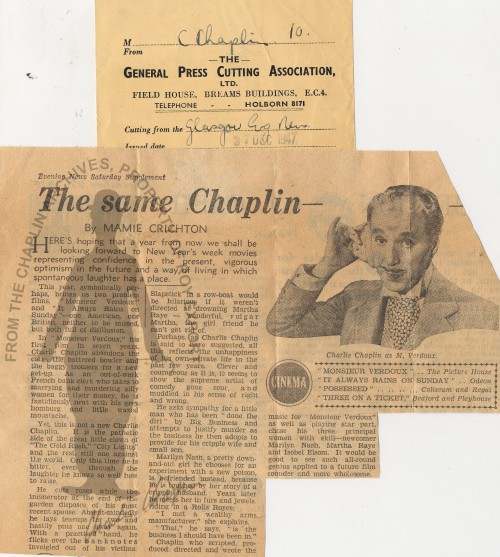 M C Chaplin 10.
From
— THE —
GENERAL PRESS CUTTING ASSOCIATION,
LTD.
FIELD HOUSE, BREAMS BUILDINGS, E.C.4.
TELEPHONE - - HOLBORN 8171
Cutting from the Glasgow Eve News
Issued date DEC 1947
Evening News Saturday Supplement
The same Chaplin—
By MAMIE CRICHTON
HERE'S hoping that a year from now we shall be
looking forward to New Year's week movies
representing confidence in the present, vigorous
optimism in the future and a way of living in which
spontaneous laughter has a place.
This year, symbolically per-
haps, bring us two problem
films, "Monsieur Verdoux"
and "It Always Rains on
Sunday"—one American, one
British, neither to be missed,
but both of disillusion.
"Monsieur Verdoux," his
first film in seven years,
Charlie Chaplin abandons the
cane, the battered bowler and
the baggy trousers for a new
get-up. As an out-of-work
French bank clerk who takes to
marrying and murdering silly
women for their money, he is
fastidiously neat with his grey
homburg and little waxed
moustache.
Yet, this is not a new Charlie
Chaplin. It is the pathetic
side of the great little clown of
"The Gold Rush," "City Lights"
and the rest, still one against
the world. Only this time he is
bitter, even through the
laughter he knows so well how
to raise.
He
incinerator at the end of the
garden disposes of his most
recent spouse. Absent-mindedly
he lays teacups for two and
hastily puts one away again.
With a practised hand, he
flicks over the banknotes
inveigled out of his victims.
Slapstick in a row-boat would
be hilarious if it weren't
directed at drowning Martha
Raye (wonderful, vulgar
Martha), the girl friend he
can't get rid of.
Perhaps, as Charlie Chaplin
is said to have suggested, all
this reflects the unhappiness
of his own private life in the
past few years. Clever and
incongruous as it is, it seems to
show the supreme artist of
comedy gone sour, and
muddled in his sense of right
and wrong.
He asks sympathy for a little
man who has been "done the
dirt" by Big Business and
attempts to justify murder as
the business he then adopts to
provide for his cripple wife and
small son.
Marilyn Nash, a pretty down-
and-out girl he chooses for an
experiment with a new poison,
is befriended instead, because
he is touched by her story of a
husband. Years later
he meets her in furs and jewels
riding in a Rolls Royce.
"I met a wealthy arms
manufacturer," she explains.
"That," he says, "is the
business I should have been in."
Chaplin who scripted, pro-
duced directed and wrote the
music for "Monsieur Verdoux"
as well as playing star part,
chose his three principal
women with skill—newcomer
Marilyn Nash, Martha Raye
and Isobel Elsom. It would be
good to see such all-round
genius applied to a future film
sounder and more wholesome.
Charlie Chaplin as M. Verdoux.
CINEMA
"MONSIEUR VERDOUX" ... The Picture House
"IT ALWAYS RAINS ON SUNDAY" .. Odeon
"POSSESSED" ... Coliseum and Regal
"THREE ON A TICKET," Bedford and Playhouse
FROM THE CHAPLIN ARCHIVES, PROPERTY OF ROY EXPORT